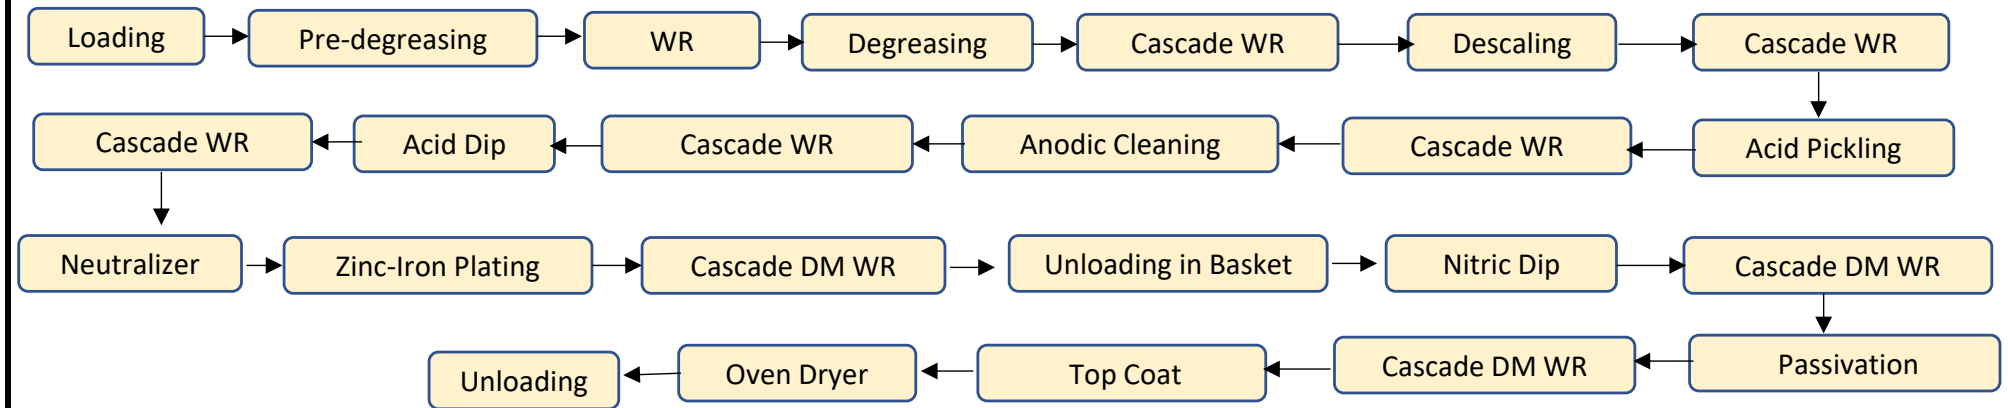 Loading
Pre-degreasing
WR
Degreasing
Cascade WR
Descaling
Cascade WR
Acid Pickling
Cascade WR
Anodic Cleaning
Cascade WR
Acid Dip
Cascade WR
Neutralizer
Zinc-Iron Plating
Cascade DM WR
Unloading in Basket
Nitric Dip
Cascade DM WR
Passivation
Cascade DM WR
Top Coat
Oven Dryer
Unloading